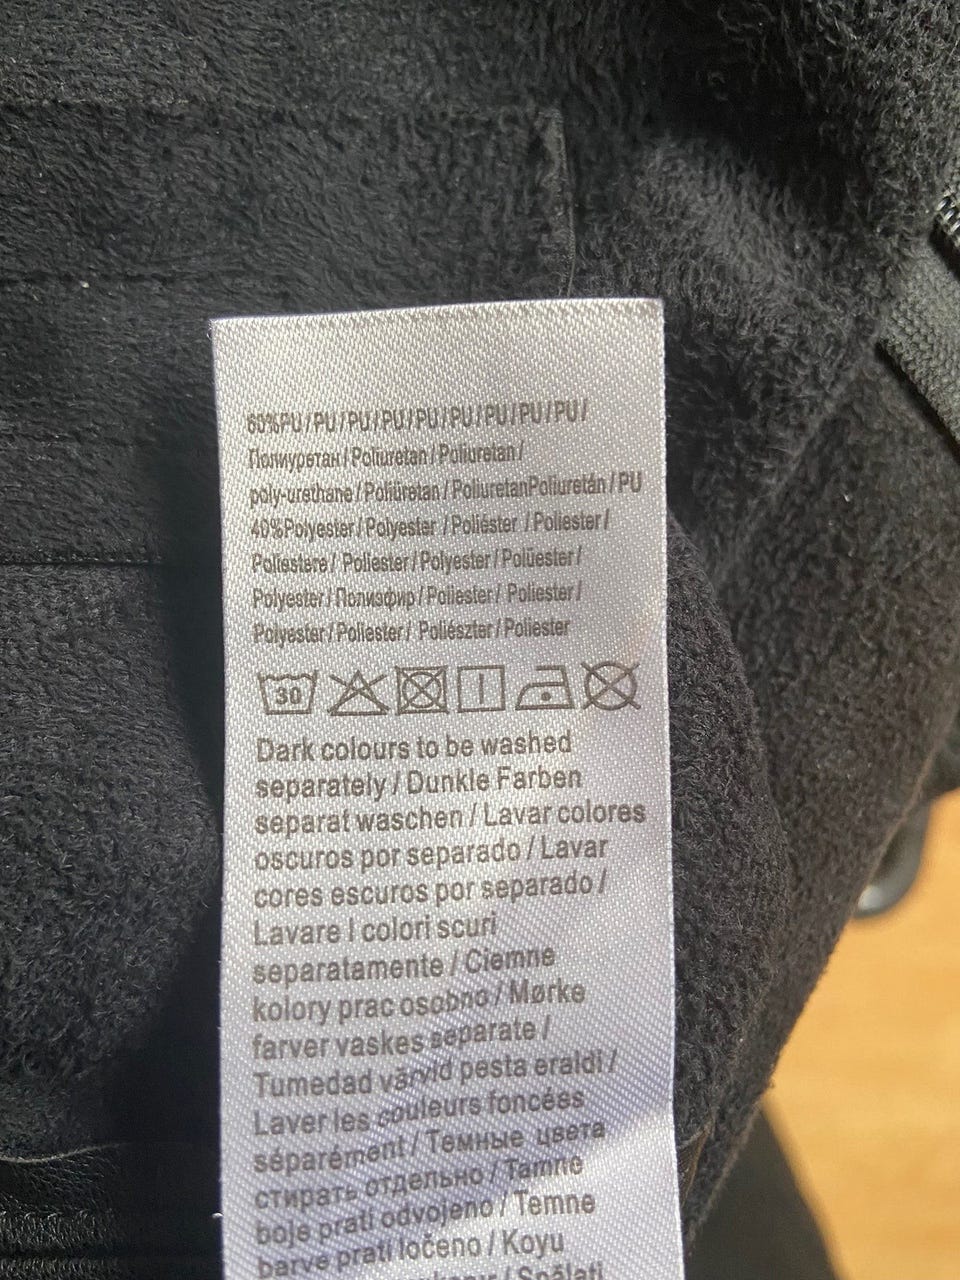 60%PU / PU / PU / PU / PU / PU / PU / PU / PU /
Полиуретан / Poliuretan / Poliuretan /
poly-urethane / Poliüretan / PoliuretanPoliuretán / PU
40%Polyester / Polyester / Poliéster / Poliester /
Poliestere / Poliester / Polyester / Polüester /
Polyester / Полиэфир / Poliester / Poliester /
Polyester / Poliester / Poliészter / Poliester
30
Dark colours to be washed
separately / Dunkle Farben
separat waschen / Lavar colores
oscuros por separado / Lavar
cores escuros por separado /
Lavare I colori scuri
separatamente / Ciemne
kolory prac osobno / Mørke
farver vaskes separate /
Tumedad värvid pesta eraldi /
Laver les couleurs foncées
séparément / Темные цвета
стирать отдельно / Tamne
boje prati odvojeno / Temne
barve prati ločeno / Koyu
/ Spălați